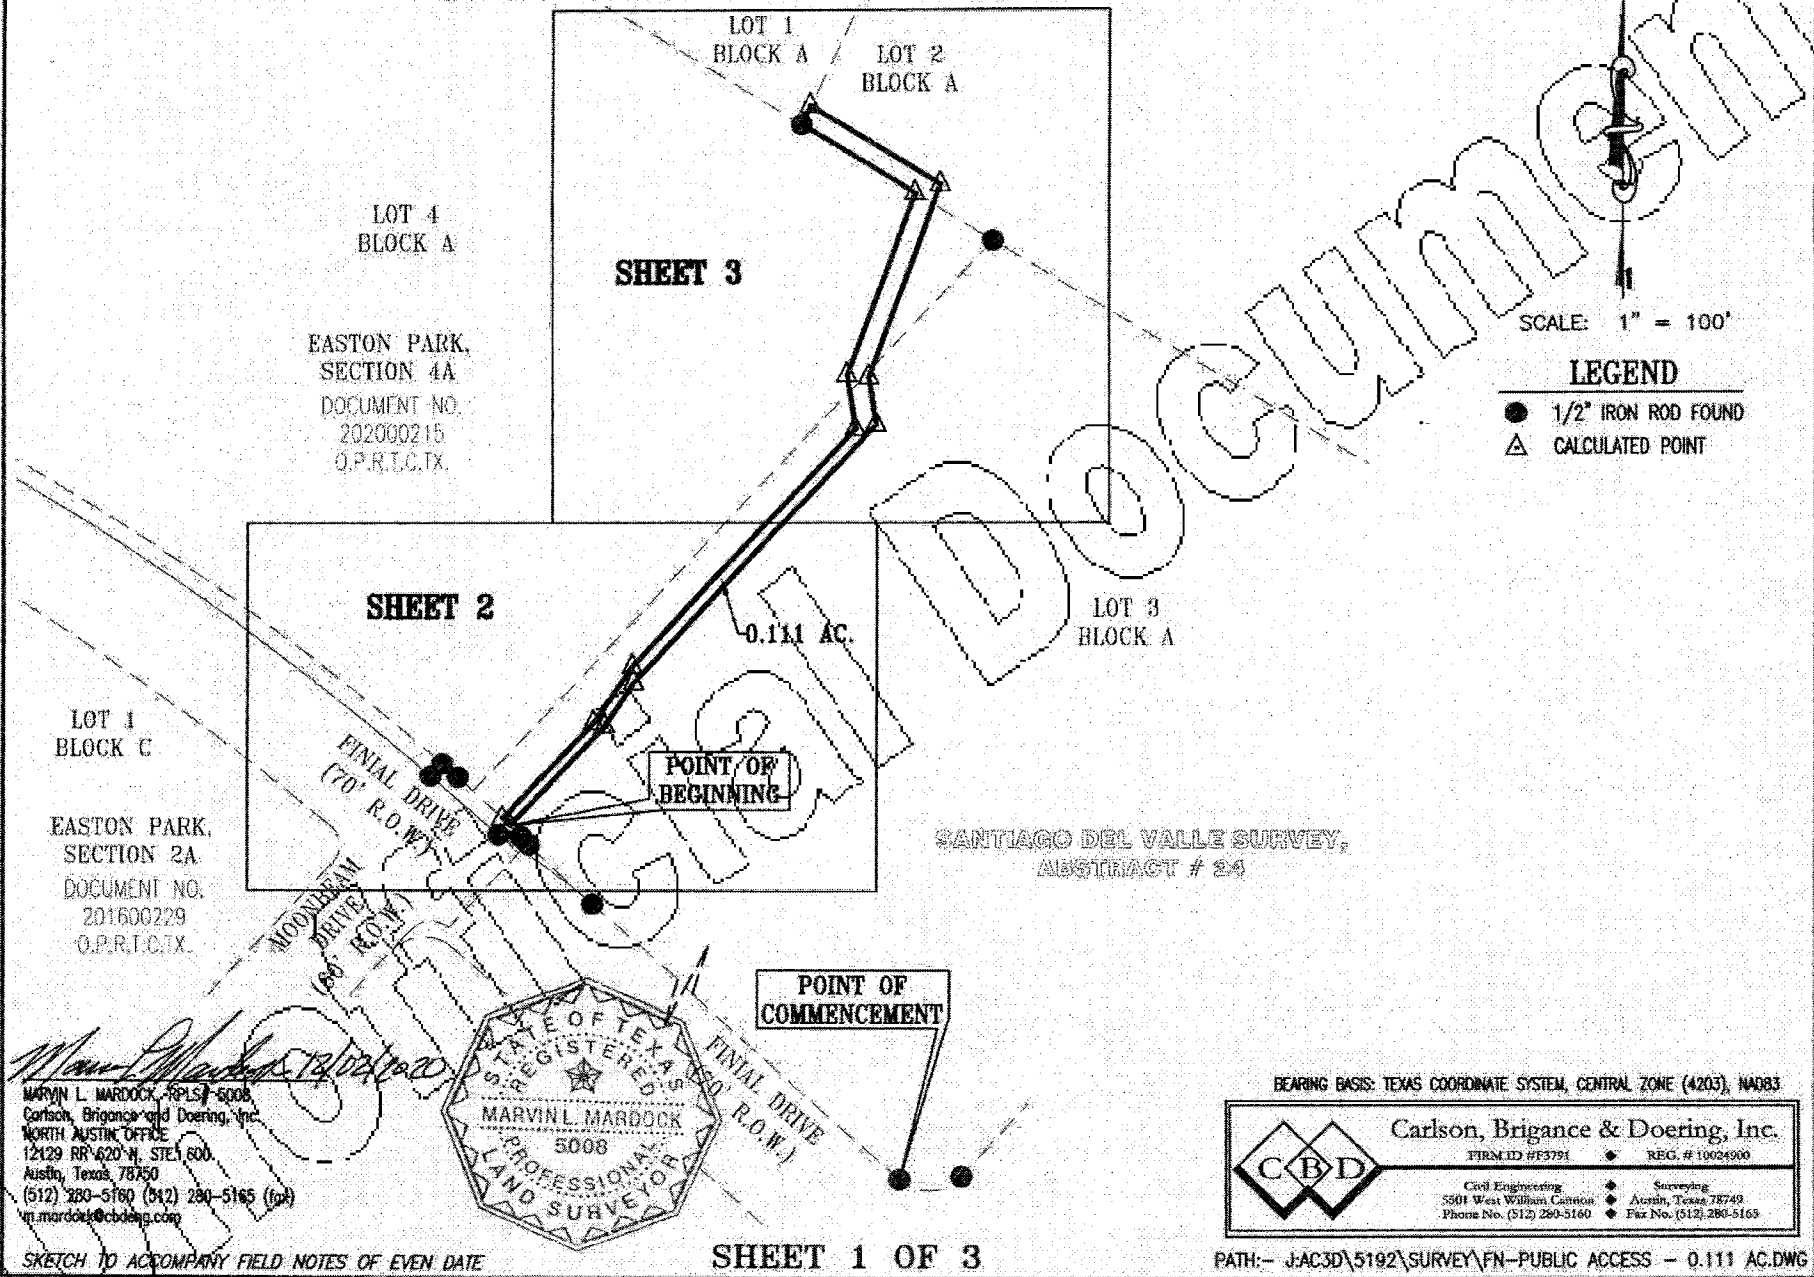 LOT 1
BLOCK A
LOT 2
BLOCK A
LOT 4
BLOCK A
SHEET 3
EASTON PARK,
SECTION 4A
DOCUMENT NO.
202000215
O.P.R.T.C.TX.
SCALE: 1" = 100'
LEGEND
1/2" IRON ROD FOUND
CALCULATED POINT
SHEET 2
0.111 AC.
LOT 3
BLOCK A
LOT 1
BLOCK C
FINIAL DRIVE
(70' R.O.W.)
POINT OF
BEGINNING
EASTON PARK,
SECTION 2A
DOCUMENT NO.
201600229
O.P.R.T.C.TX.
MOONBEAM
DRIVE
R.O.W.)
SANTIAGO DEL VALLE SURVEY,
ABSTRACT # 24
POINT OF
COMMENCEMENT
FINIAL DRIVE
R.O.W.)
Document
12/02/2020
MARVIN L. MARDOCK, RPLS# 5008
Carlson, Brigance and Doering, Inc.
NORTH AUSTIN OFFICE
12129 RR 620 N, STE. 600
Austin, Texas 78750
(512) 280-5160 (512) 280-5165 (fax)
m.mardock@cbdeng.com
STATE OF TEXAS
REGISTERED
MARVIN L. MARDOCK
5008
PROFESSIONAL
LAND SURVEYOR
BEARING BASIS: TEXAS COORDINATE SYSTEM, CENTRAL ZONE (4203), NAD83
CBD
Carlson, Brigance & Doering, Inc.
FIRM ID #F3791 ◆ REG. # 10024900
Civil Engineering ◆ Surveying
5501 West William Cannon ◆ Austin, Texas 78749
Phone No. (512) 280-5160 ◆ Fax No. (512) 280-5165
SKETCH TO ACCOMPANY FIELD NOTES OF EVEN DATE
SHEET 1 OF 3
PATH:- J:AC3D\5192\SURVEY\FN-PUBLIC ACCESS - 0.111 AC.DWG